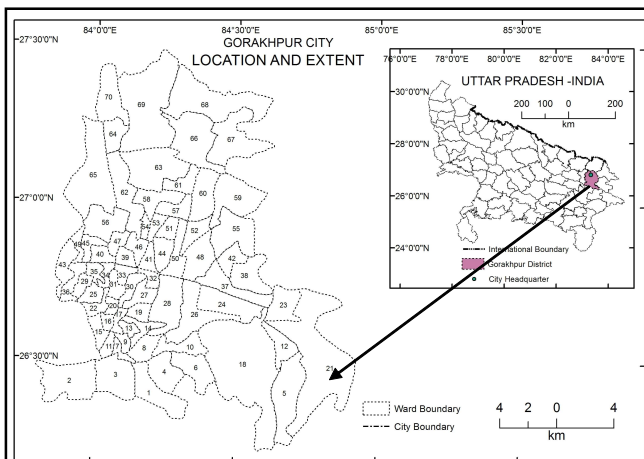 84°0'0"E 84°30'0"E 85°0'0"E 85°30'0"E
27°30'0"N
27°0'0"N
26°30'0"N
GORAKHPUR CITY
LOCATION AND EXTENT
76°0'0"E 78°0'0"E 80°0'0"E 82°0'0"E 84°0'0"E
30°0'0"N
28°0'0"N
26°0'0"N
24°0'0"N
UTTAR PRADESH -INDIA
200 100 0 200
km
International Boundary
Gorakhpur District
City Headquarter
70 69 68
64 66 67
65 63
62 61 60 59
58 57
56 54 53 51 52 55
49 45 47 46
40 39 41 44 50 48 42
43 35 34 33 32 38
36 29 31 30 37
25 27 28 24 23
22 20 17 19 26
16 13 14
15 12
11 7 9 8 10
21
2 3 4 6 18
1 5
Ward Boundary
City Boundary
4 2 0 4
km